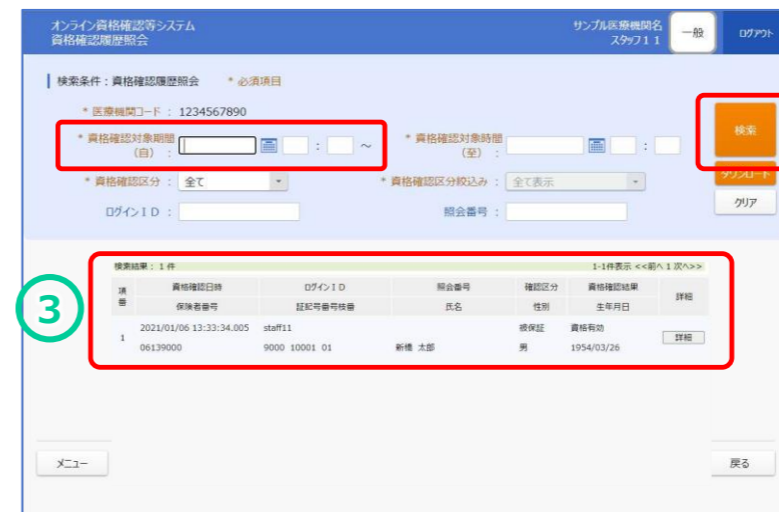 オンライン資格確認等システム
資格確認履歴照会
サンプル医療機関名
スタッフ11
一般
ログアウト
検索条件：資格確認履歴照会 * 必須項目
* 医療機関コード： 1234567890
* 資格確認対象期間
(自) ： ： ～
* 資格確認対象時間
(至) ： ：
検索
* 資格確認区分： 全て
* 資格確認区分絞込み： 全て表示
ダウンロード
ログインＩＤ：
照会番号：
クリア
③
検索結果：1件 1-1件表示 <<前へ 1 次へ>>
項番 資格確認日時 ログインＩＤ 照会番号 確認区分 資格確認結果 詳細
保険者番号 証記号番号枝番 氏名 性別 生年月日
1 2021/01/06 13:33:34.005 staff11 被保証 資格有効 詳細
06139000 9000 10001 01 新橋 太郎 男 1954/03/26
メニュー
戻る